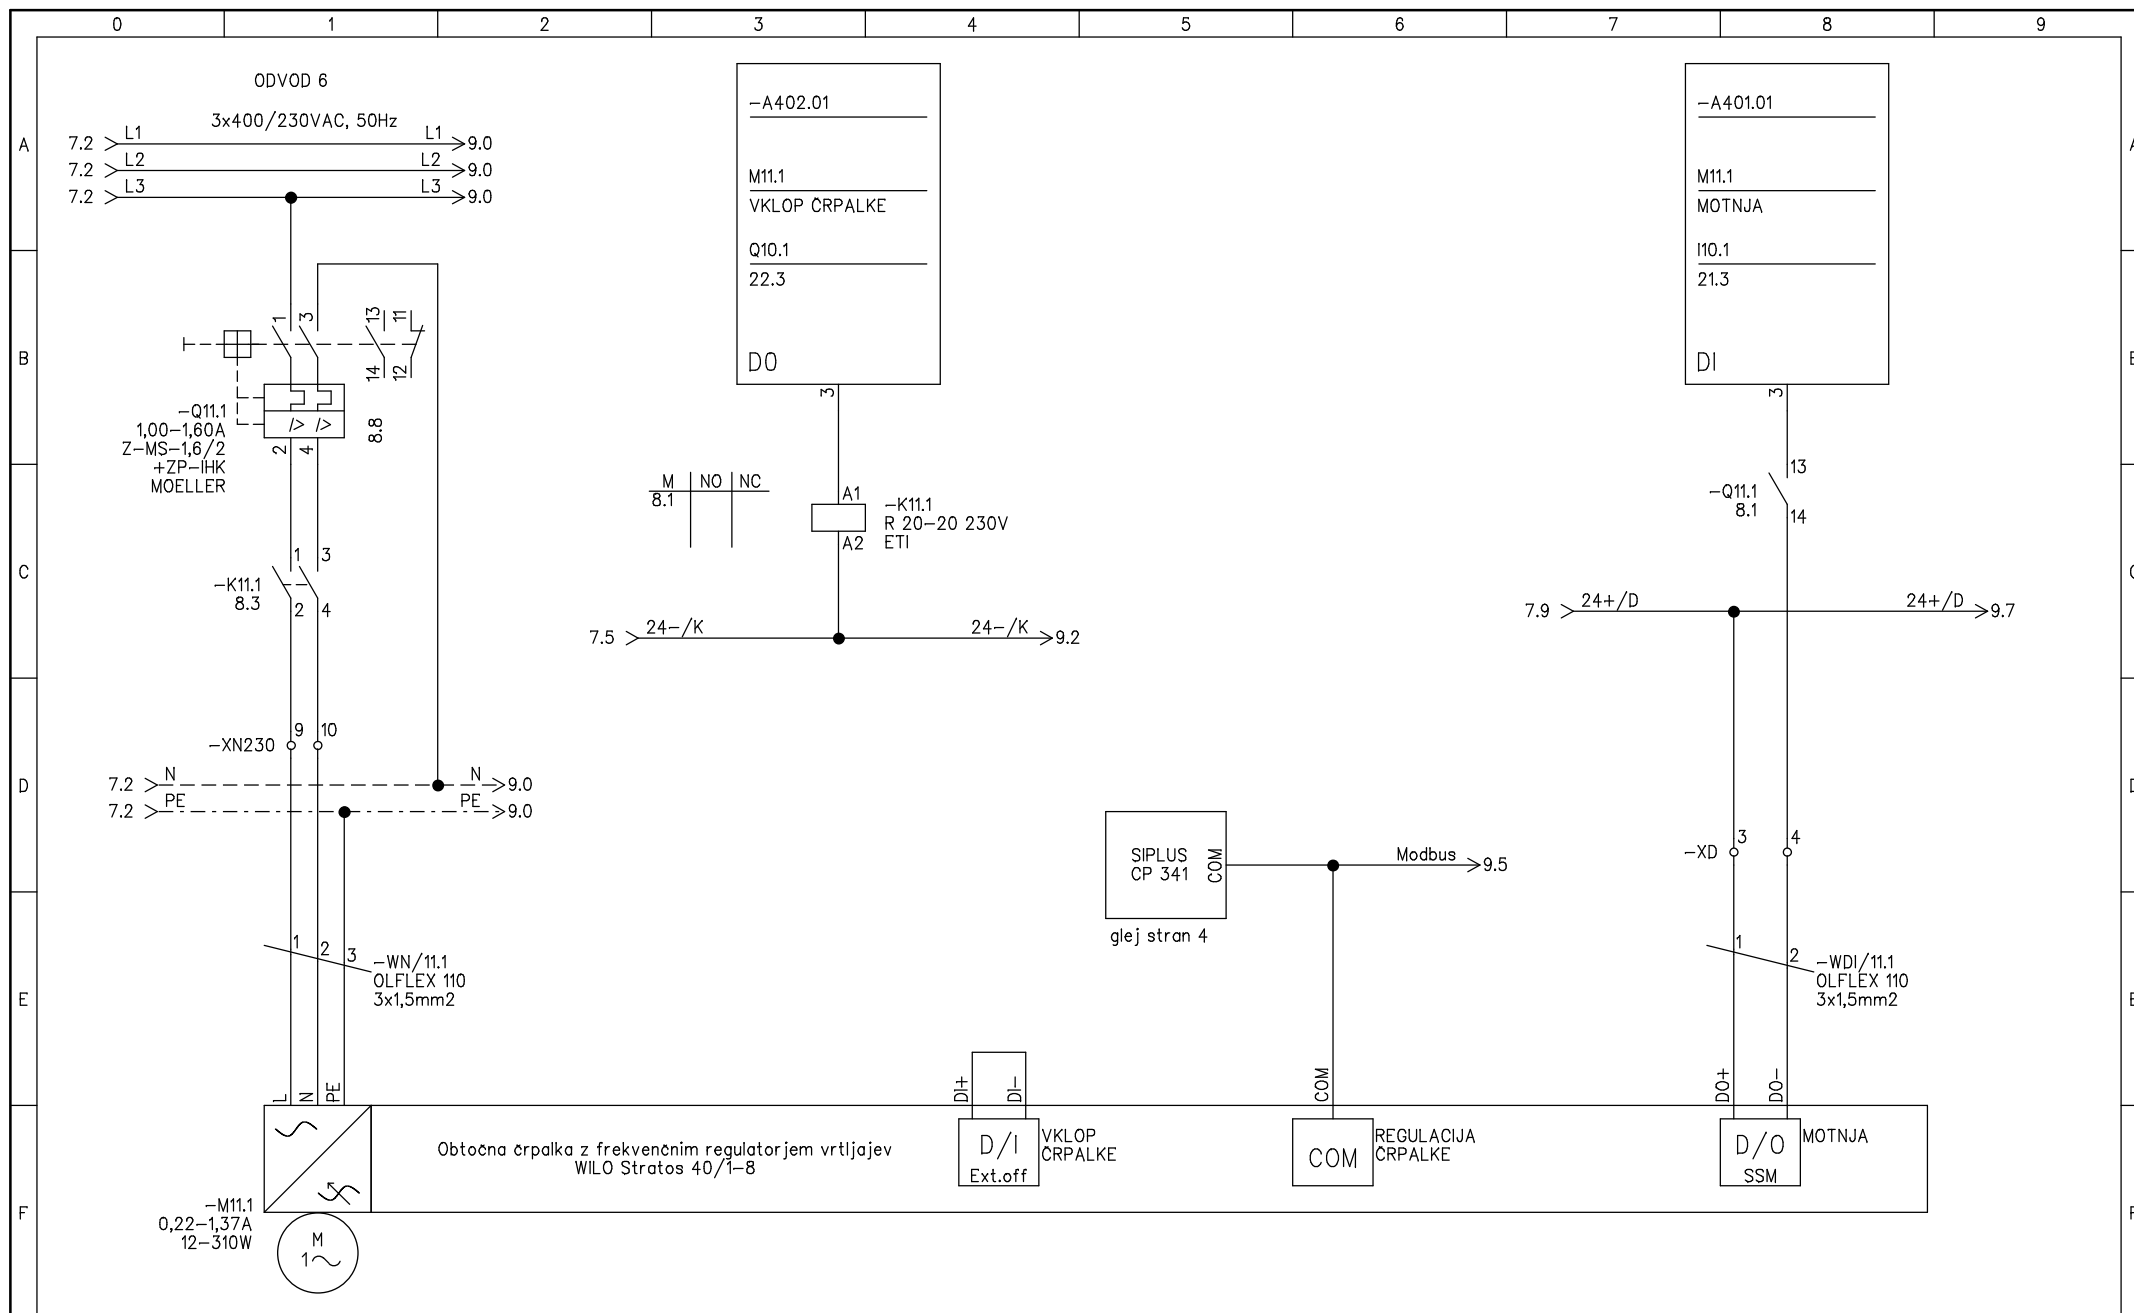 0 1 2 3 4 5 6 7 8 9
A
B
C
D
E
F
ODVOD 6
3x400/230VAC, 50Hz
7.2 L1 L1 9.0
7.2 L2 L2 9.0
7.2 L3 L3 9.0
1 3 13 11
14 12
-Q11.1
1,00-1,60A
Z-MS-1,6/2
+ZP-IHK
MOELLER
/> />
2 4
8.8
1 3
-K11.1
8.3
2 4
9 10
-XN230
7.2 N N 9.0
7.2 PE PE 9.0
1 2 3
-WN/11.1
OLFLEX 110
3x1,5mm2
L N PE
-M11.1
0,22-1,37A
12-310W
M
1
Obtočna črpalka z frekvenčnim regulatorjem vrtljajev
WILO Stratos 40/1-8
-A402.01
M11.1
VKLOP ČRPALKE
Q10.1
22.3
DO
3
M NO NC
8.1
A1
A2
-K11.1
R 20-20 230V
ETI
7.5 24-/K 24-/K 9.2
DI+ DI-
D/I
Ext.off
VKLOP
ČRPALKE
SIPLUS
CP 341
COM
glej stran 4
Modbus 9.5
COM
COM
REGULACIJA
ČRPALKE
-A401.01
M11.1
MOTNJA
I10.1
21.3
DI
3
13
-Q11.1
8.1
14
7.9 24+/D 24+/D 9.7
3 4
-XD
1 2
-WDI/11.1
OLFLEX 110
3x1,5mm2
DO+ DO-
D/O
SSM
MOTNJA
A
B
C
D
E
F